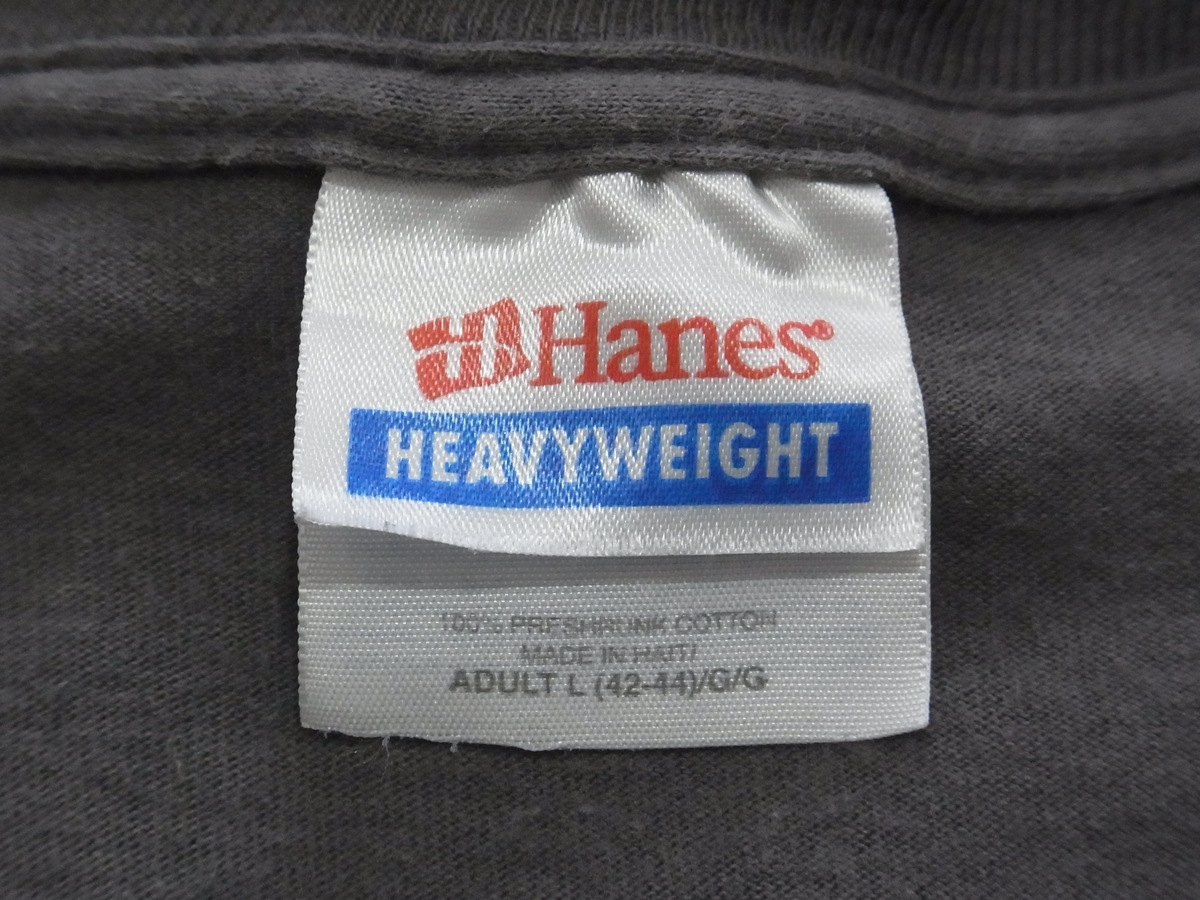 Hanes®
HEAVYWEIGHT
100% PRESHRUNK COTTON
MADE IN HAITI
ADULT L (42-44)/G/G